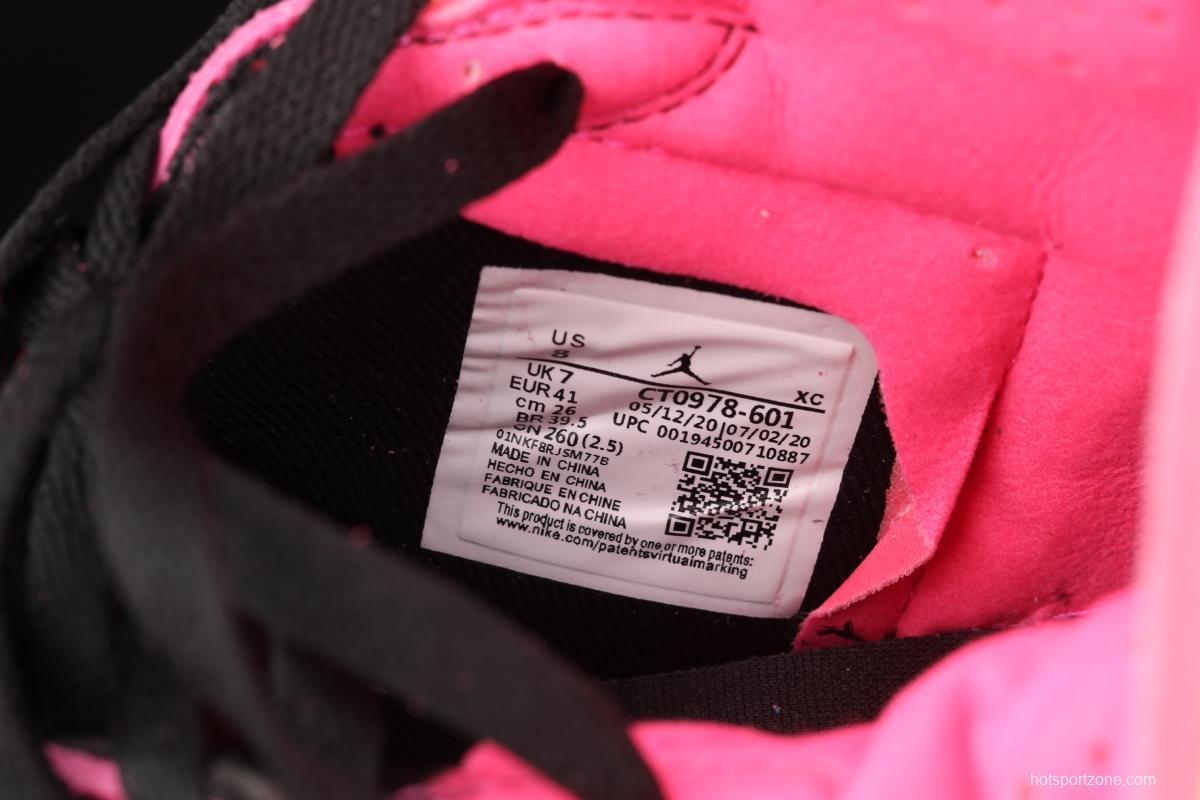 US
8
XC
UK 7
EUR 41
cm 26
BR 39.5
CN 260 (2.5)
CT0978-601
05/12/20|07/02/20
UPC 00194500710887
01NKF8RJSM77B
MADE IN CHINA
HECHO EN CHINA
FABRIQUE EN CHINE
FABRICADO NA CHINA
This product is covered by one or more patents:
www.nike.com/patentsvirtualmarking
hotsportzone.com